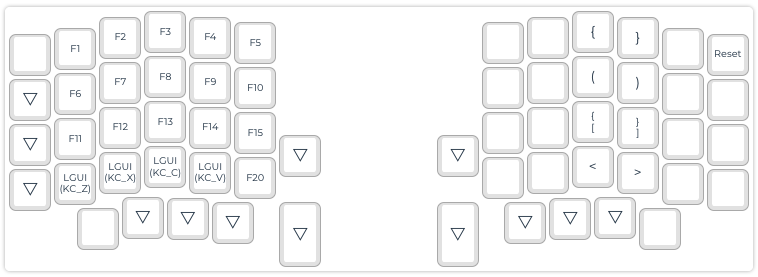 F1 F2 F3 F4 F5 { } Reset
▽ F6 F7 F8 F9 F10 ( )
▽ F11 F12 F13 F14 F15 {
[ }
]
▽ LGUI
(KC_Z) LGUI
(KC_X) LGUI
(KC_C) LGUI
(KC_V) F20 ▽ ▽ < >
▽ ▽ ▽ ▽ ▽ ▽ ▽ ▽